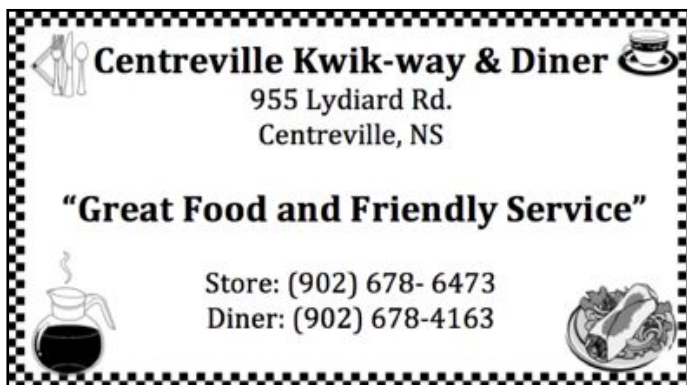 Centreville Kwik-way & Diner
955 Lydiard Rd.
Centreville, NS
“Great Food and Friendly Service”
Store: (902) 678- 6473
Diner: (902) 678-4163